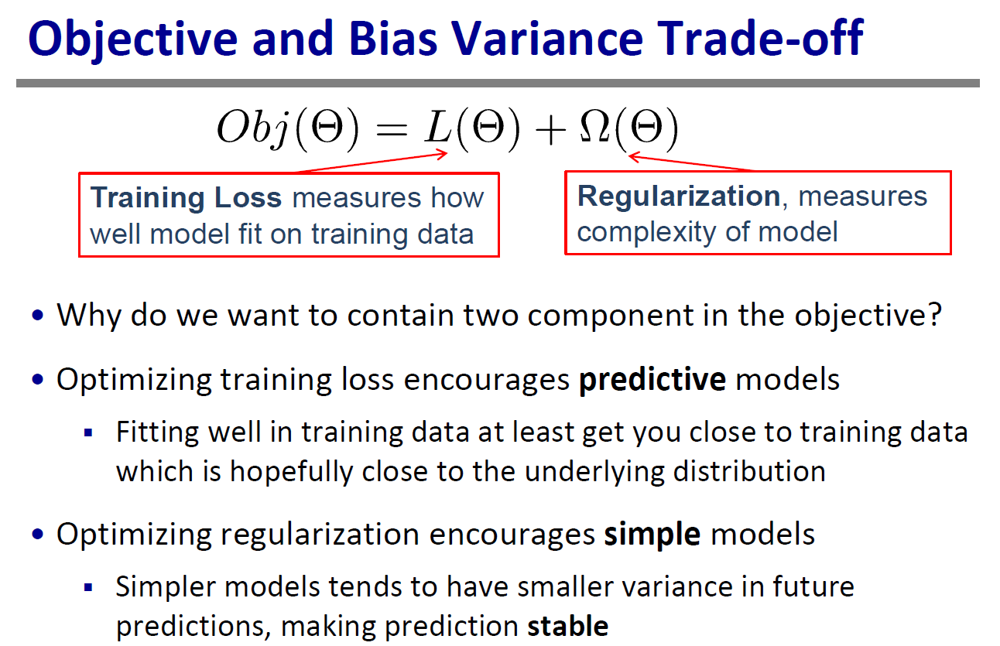 Objective and Bias Variance Trade-off
Obj(Θ) = L(Θ) + Ω(Θ)
Training Loss measures how
well model fit on training data
Regularization, measures
complexity of model
• Why do we want to contain two component in the objective?
• Optimizing training loss encourages predictive models
▪ Fitting well in training data at least get you close to training data
which is hopefully close to the underlying distribution
• Optimizing regularization encourages simple models
▪ Simpler models tends to have smaller variance in future
predictions, making prediction stable